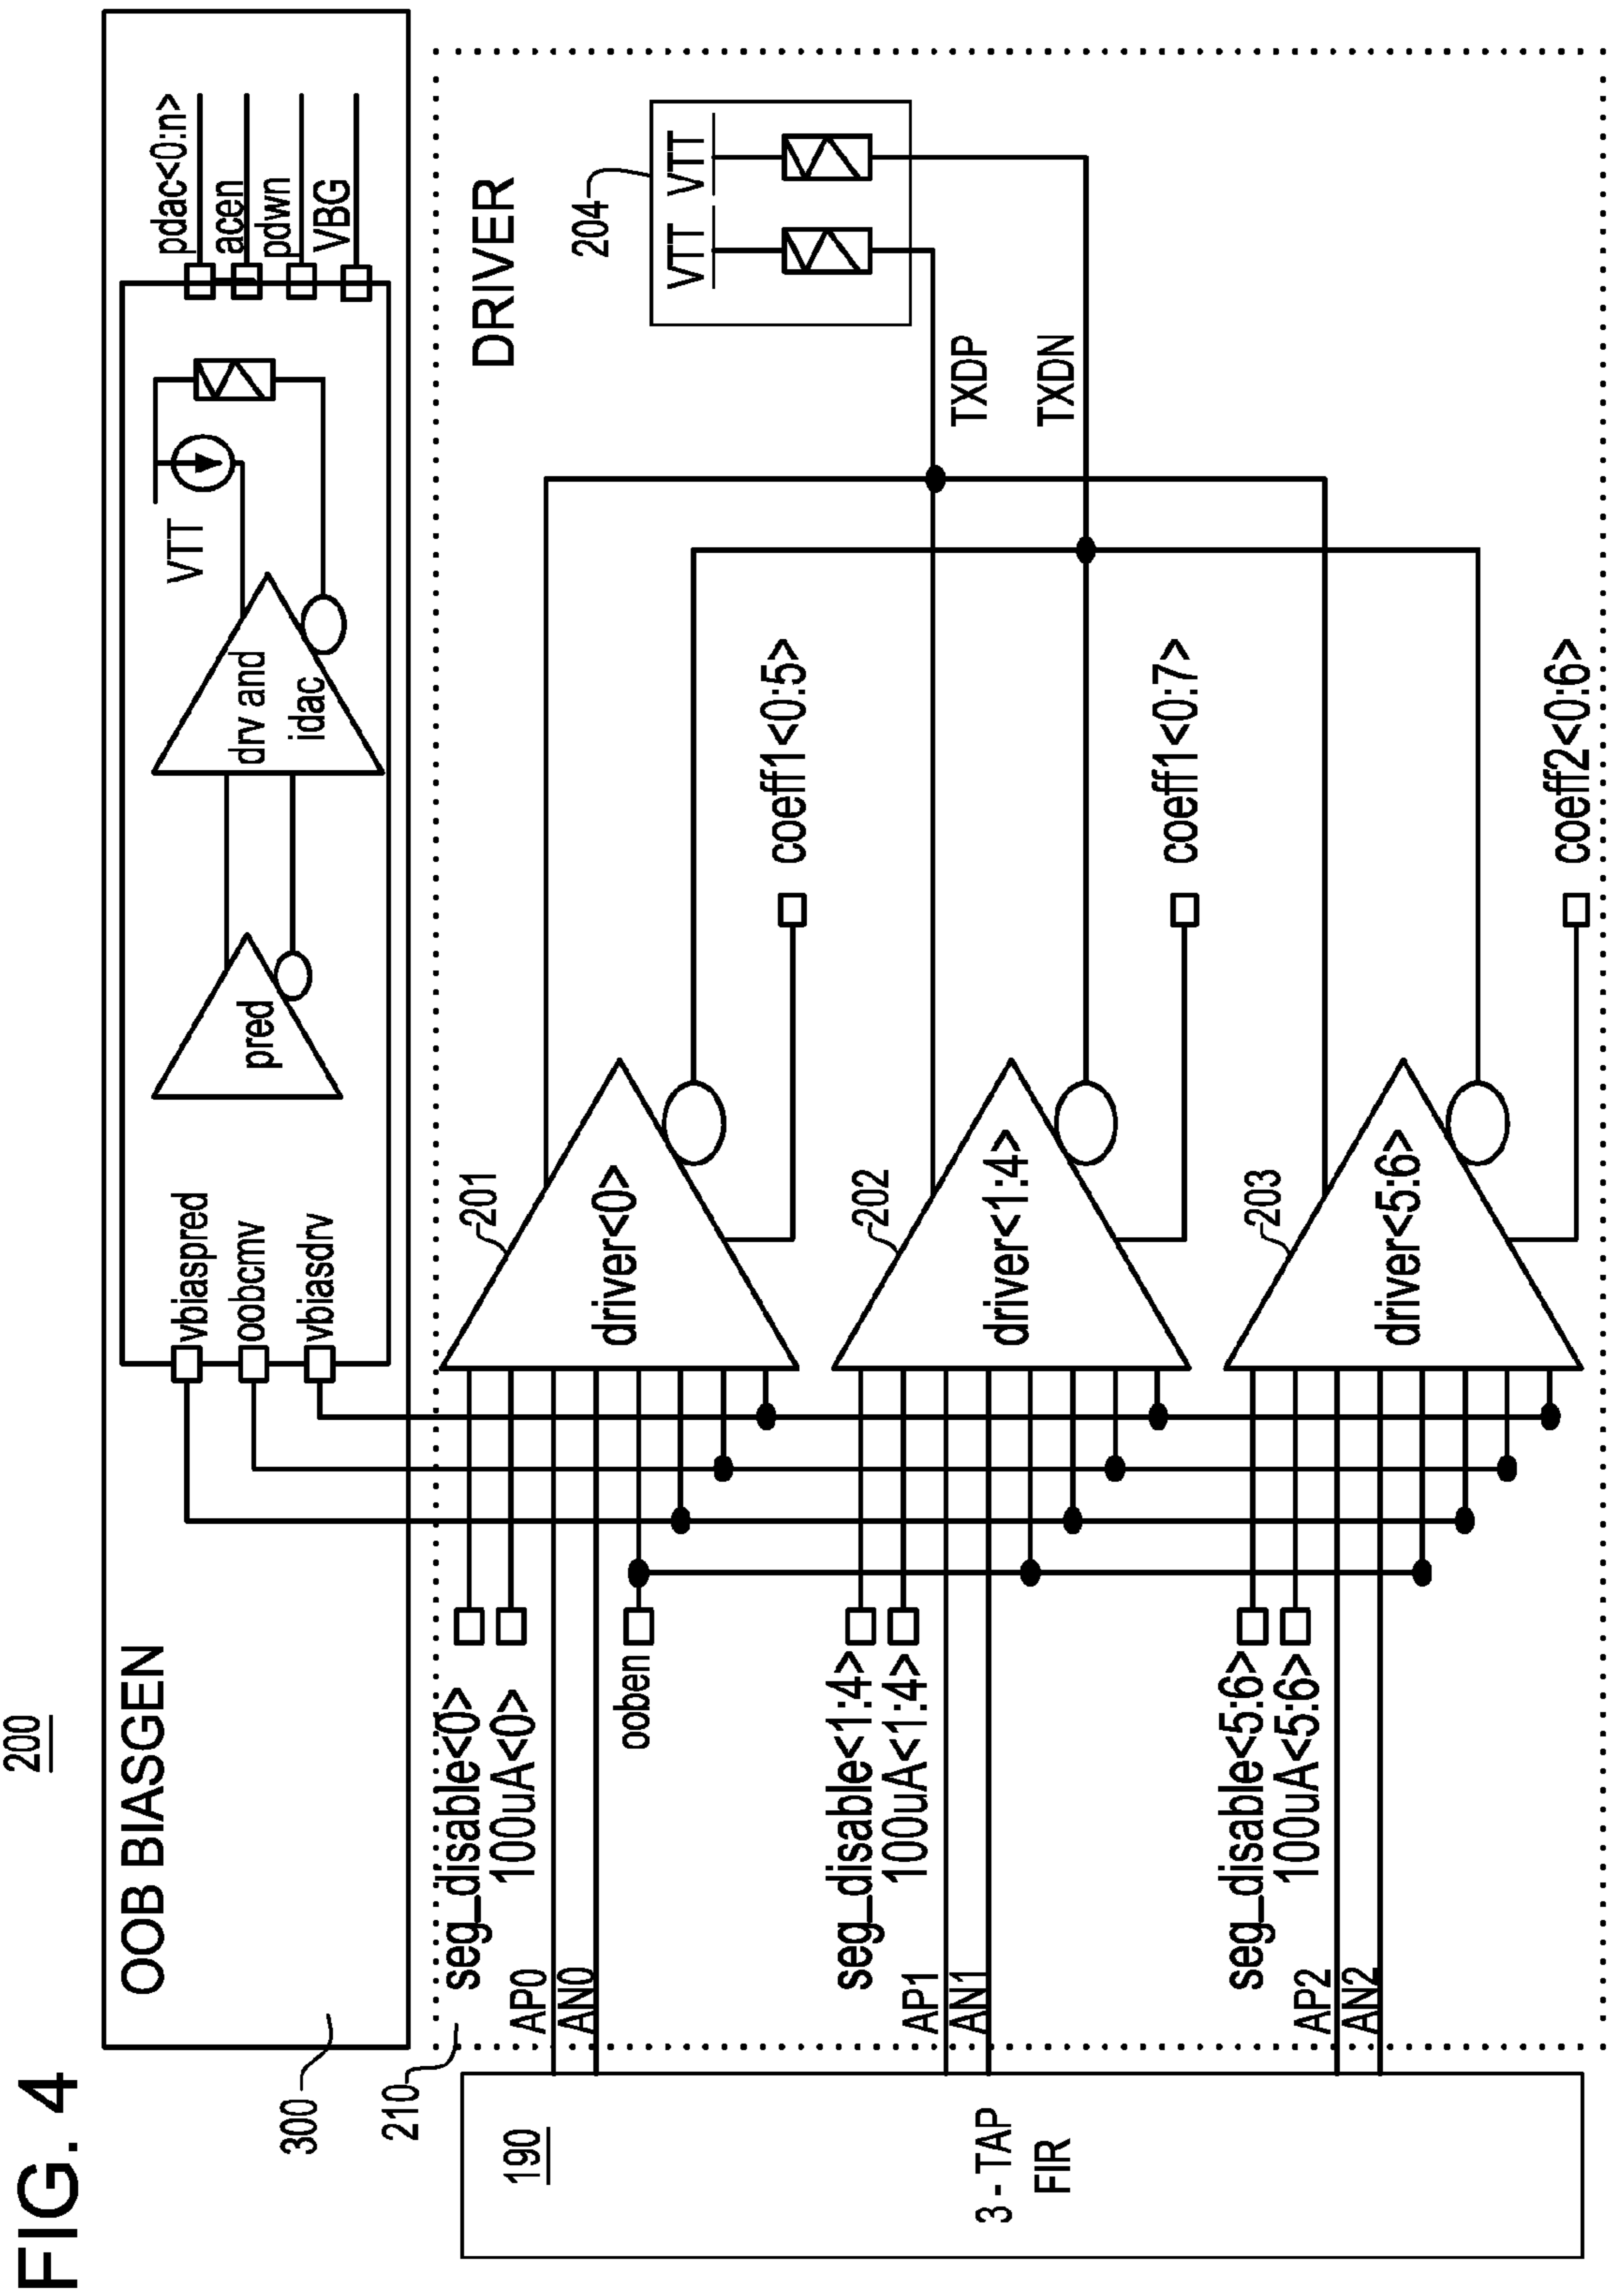 FIG. 4
200
OOB BIASGEN
300
vbiaspred
oobcmv
vbiasdrv
pred
drv and
idac
VTT
pdac<0:n>
acen
pdwn
VBG
210
DRIVER
190
3 - TAP
FIR
seg_disable<0>
100uA<0>
AP0
AN0
ooben
201
driver<0>
coeff1<0:5>
seg_disable<1:4>
100uA<1:4>
AP1
AN1
202
driver<1:4>
coeff1<0:7>
seg_disable<5:6>
100uA<5:6>
AP2
AN2
203
driver<5:6>
coeff2<0:6>
TXDP
TXDN
204
VTT
VTT